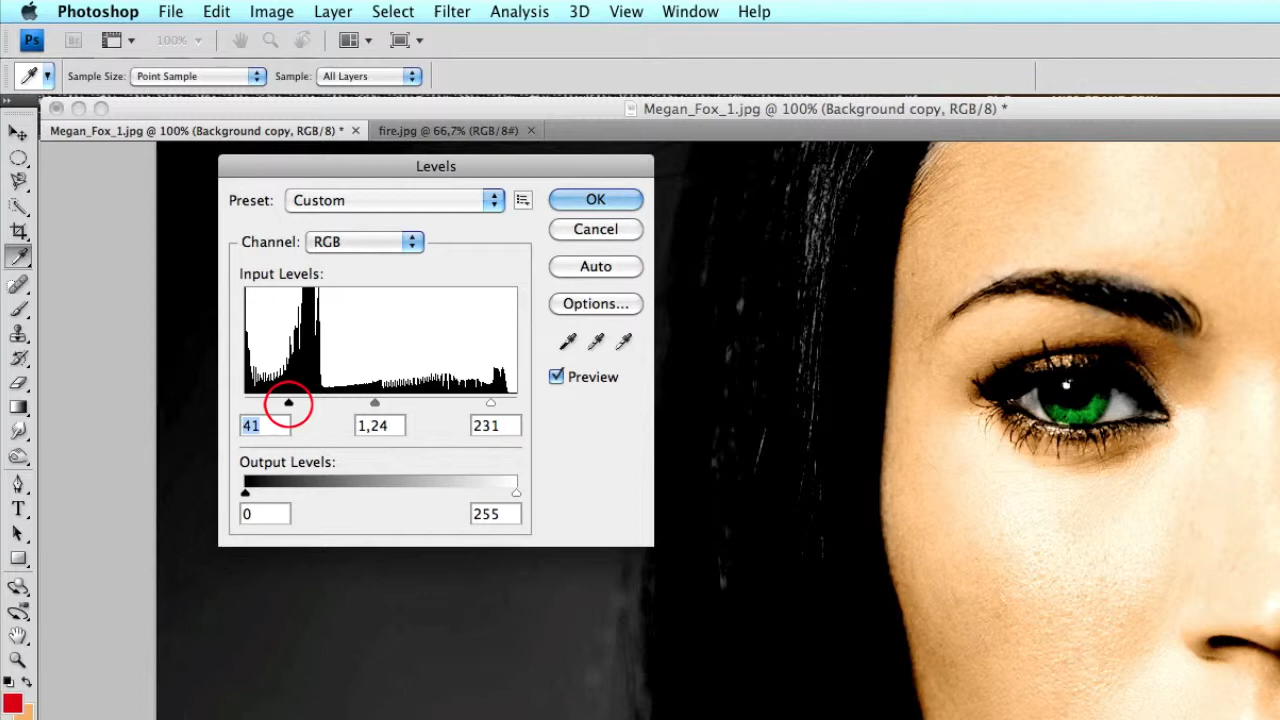 Photoshop File Edit Image Layer Select Filter Analysis 3D View Window Help
Ps Br 100%
Sample Size: Point Sample Sample: All Layers
Megan_Fox_1.jpg @ 100% (Background copy, RGB/8) *
Megan_Fox_1.jpg @ 100% (Background copy, RGB/8) * × fire.jpg @ 66,7% (RGB/8#) ×
Levels
Preset: Custom OK
Cancel
Channel: RGB
Auto
Input Levels:
Options...
Preview
41 1,24 231
Output Levels:
0 255
T